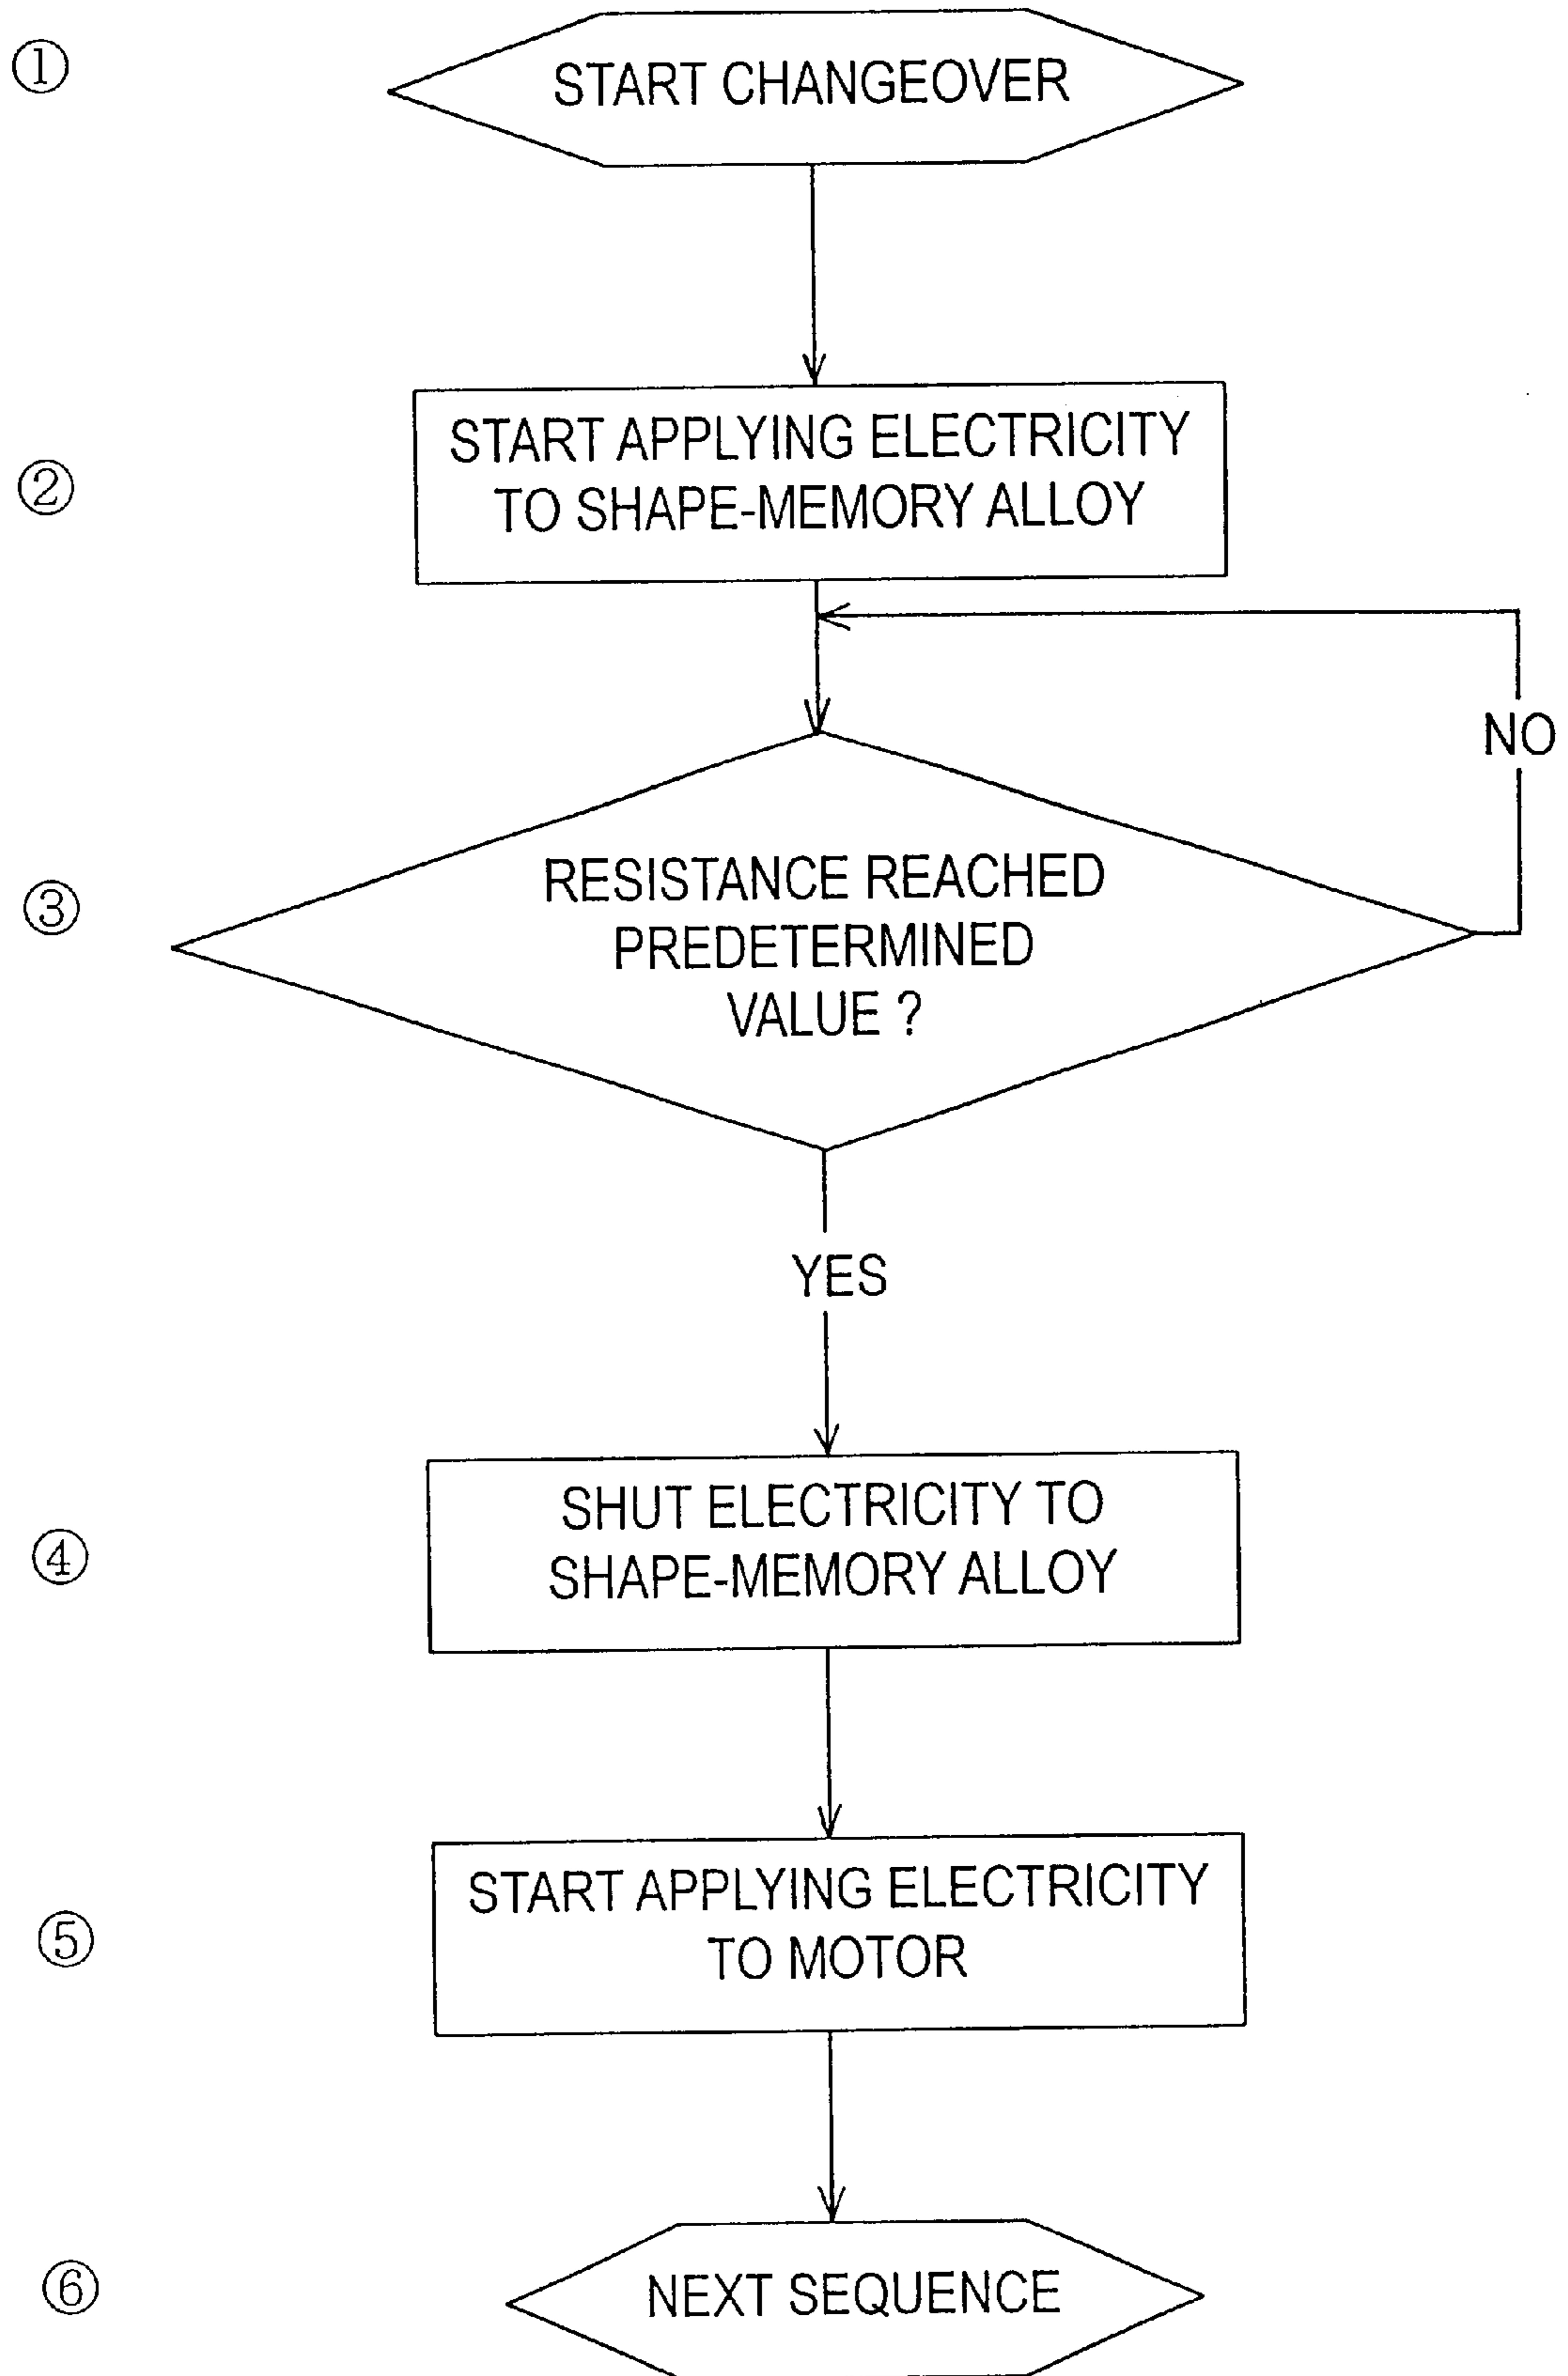 ①
START CHANGEOVER
②
START APPLYING ELECTRICITY
TO SHAPE-MEMORY ALLOY
NO
③
RESISTANCE REACHED
PREDETERMINED
VALUE ?
YES
④
SHUT ELECTRICITY TO
SHAPE-MEMORY ALLOY
⑤
START APPLYING ELECTRICITY
TO MOTOR
⑥
NEXT SEQUENCE